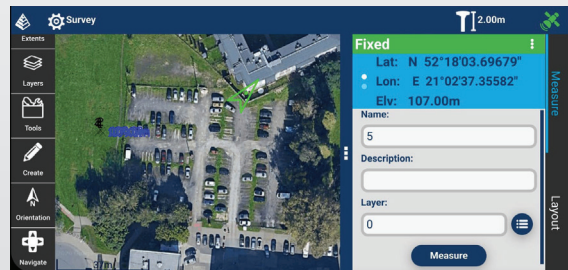 Survey
2.00m
Extents
Layers
Tools
Create
Orientation
Navigate
Fixed
Lat: N 52°18'03.69679"
Lon: E 21°02'37.35582"
Elv: 107.00m
Name:
5
Description:
Layer:
0
Measure
Measure
Layout